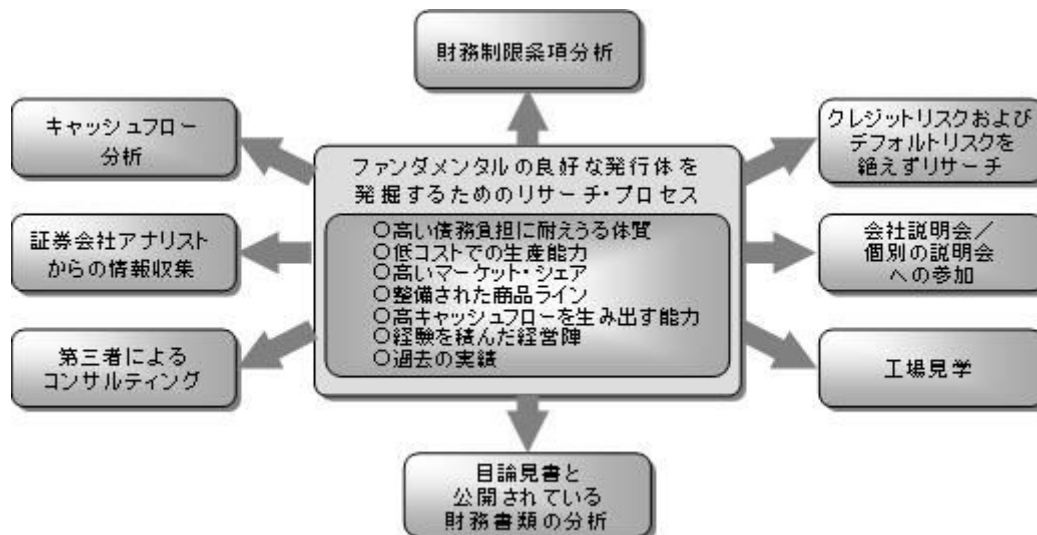 財務制限条項分析
キャッシュフロー
分析
クレジットリスクおよび
デフォルトリスクを
絶えずリサーチ
ファンダメンタルの良好な発行体を
発掘するためのリサーチ・プロセス
○高い債務負担に耐えうる体質
○低コストでの生産能力
○高いマーケット・シェア
○整備された商品ライン
○高キャッシュフローを生み出す能力
○経験を積んだ経営陣
○過去の実績
証券会社アナリスト
からの情報収集
会社説明会／
個別の説明会
への参加
第三者による
コンサルティング
工場見学
目論見書と
公開されている
財務書類の分析